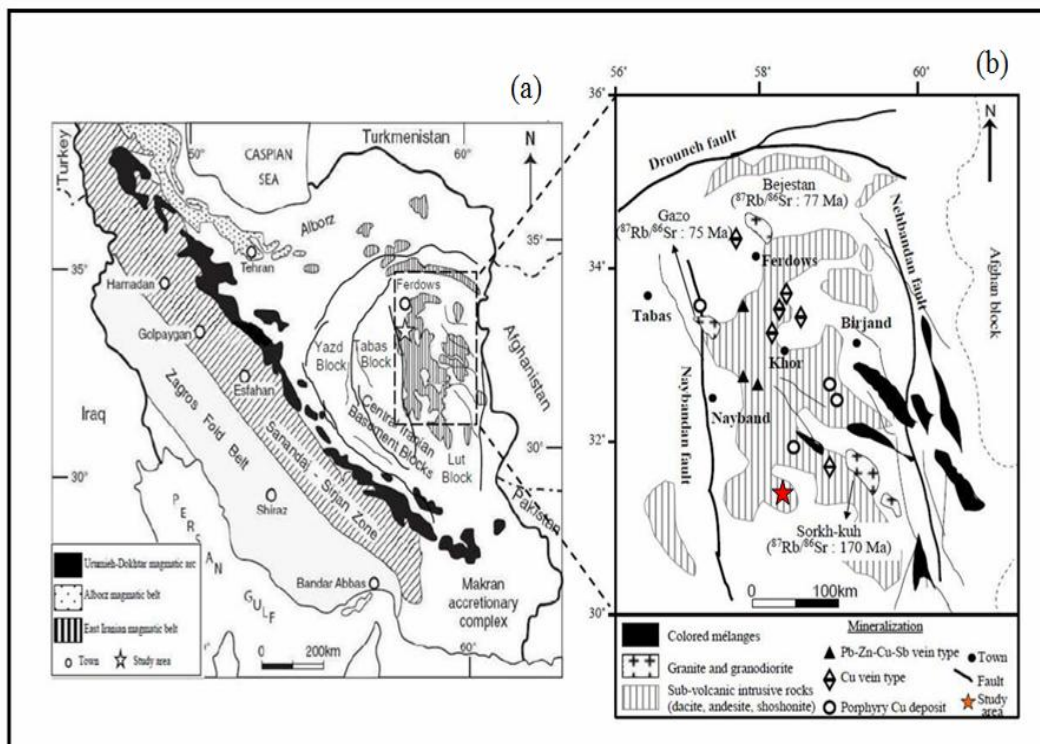 (a)
50°
60°
Turkey
CASPIAN
SEA
Turkmenistan
N
Alborz
35°
35°
Tehran
Hamadan
Ferdows
Golpaygan
Yazd
Block
Tabas
Block
Afghanistan
Esfahan
Iraq
Central Iranian
Basement Blocks
Lut
Block
30°
30°
Zagros Fold Belt
Sanandaj - Sirjan Zone
Pakistan
Shiraz
PERSIAN
GULF
Bandar Abbas
Makran
accretionary
complex
0 200km
60°
Urumieh-Dokhtar magmatic arc
Alborz magmatic belt
East Iranian magmatic belt
Town
Study area
(b)
56°
58°
60°
36°
N
Drouneh fault
Bejestan
(⁸⁷Rb/⁸⁶Sr : 77 Ma)
Gazo
(⁸⁷Rb/⁸⁶Sr : 75 Ma)
Nehbandan fault
Afghan block
34°
Ferdows
Tabas
Birjand
Khor
Nayband
Naybandan fault
32°
Sorkh-kuh
(⁸⁷Rb/⁸⁶Sr : 170 Ma)
0 100km
30°
Colored mélanges
Granite and granodiorite
Sub-volcanic intrusive rocks
(dacite, andesite, shoshonite)
Mineralization
Pb-Zn-Cu-Sb vein type
Cu vein type
Porphyry Cu deposit
Town
Fault
Study
area